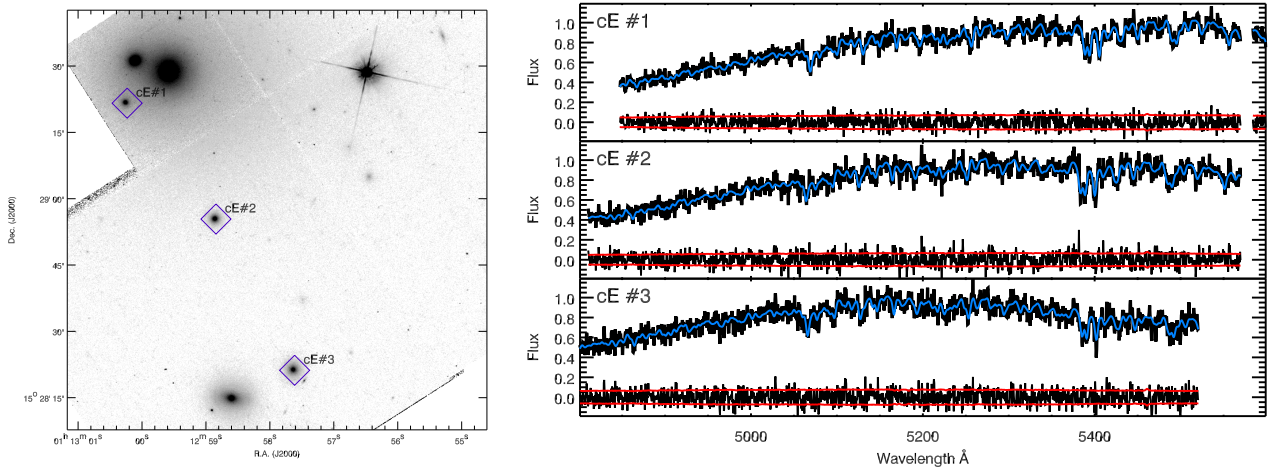 30"
cE#1
15"
29' 00"
cE#2
45"
30"
cE#3
15° 28' 15"
Dec. (J2000)
01ʰ 13ᵐ 01ˢ 00ˢ 12ᵐ 59ˢ 58ˢ 57ˢ 56ˢ 55ˢ
R.A. (J2000)
cE #1
1.0
0.8
0.6
0.4
0.2
0.0
Flux
cE #2
1.0
0.8
0.6
0.4
0.2
0.0
Flux
cE #3
1.0
0.8
0.6
0.4
0.2
0.0
Flux
5000 5200 5400
Wavelength Å